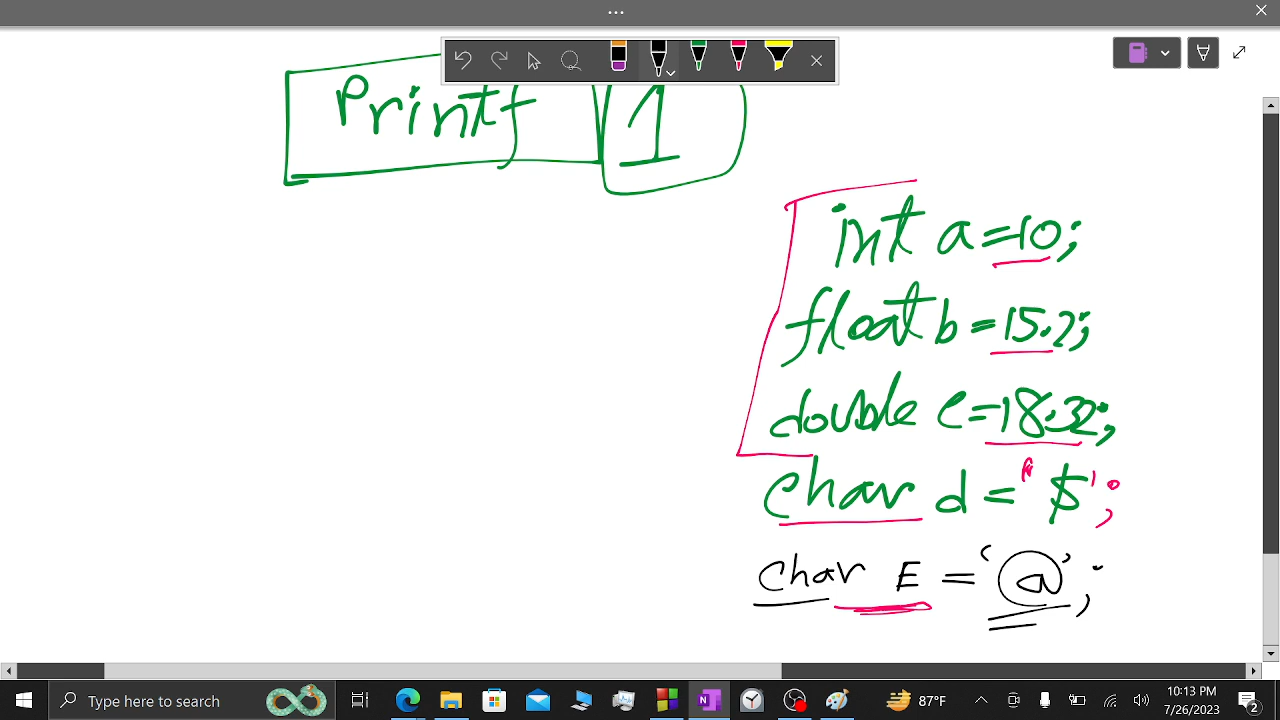 Printf 1
int a=10;
float b=15.2;
double c=18.32;
char d='$';
char E='@';
Type here to search
87°F
10:13 PM
7/26/2023
2